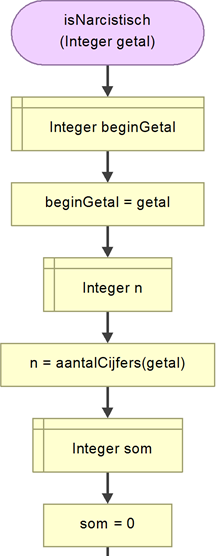 isNarcistisch
(Integer getal)
Integer beginGetal
beginGetal = getal
Integer n
n = aantalCijfers(getal)
Integer som
som = 0